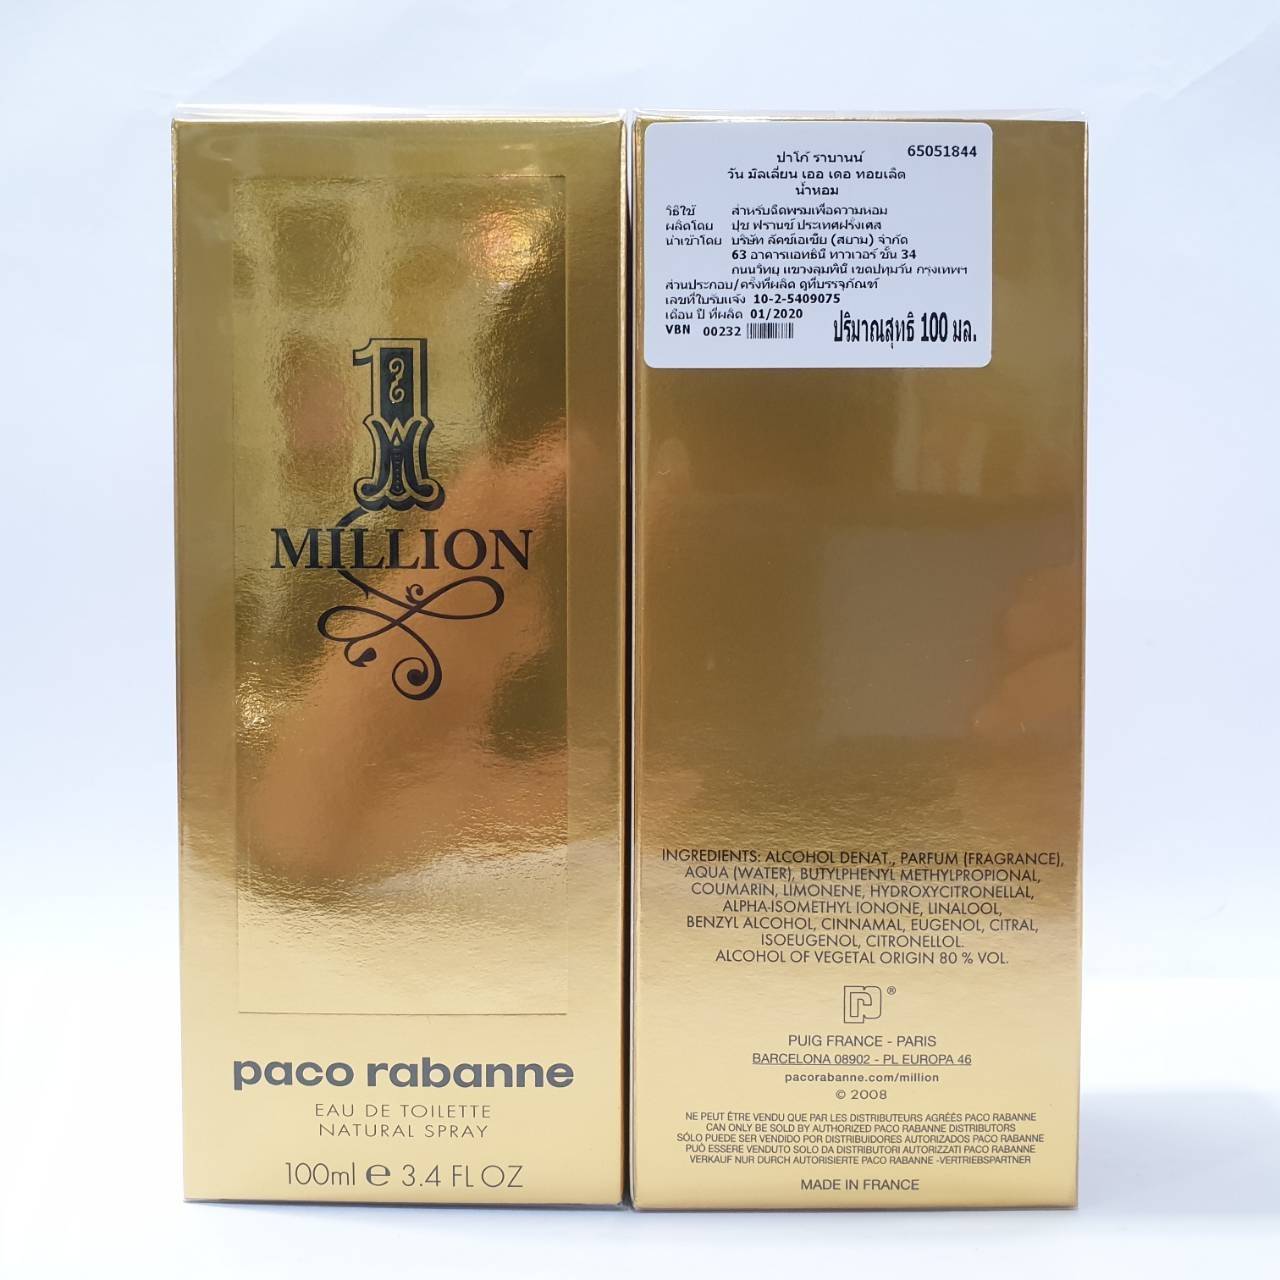 1
MILLION
paco rabanne
EAU DE TOILETTE
NATURAL SPRAY
100ml e 3.4 FL OZ
65051844
ปาโก้ ราบานน์
วัน มิลเลี่ยน เออ เดอ ทอยเล็ต
น้ำหอม
วิธีใช้ สำหรับฉีดพรมเพื่อความหอม
ผลิตโดย ปุช ฟรานซ์ ประเทศฝรั่งเศส
นำเข้าโดย บริษัท ลักซ์เอเซีย (สยาม) จำกัด
63 อาคารแอทธินี ทาวเวอร์ ชั้น 34
ถนนวิทยุ แขวงลุมพินี เขตปทุมวัน กรุงเทพฯ
ส่วนประกอบ/ครั้งที่ผลิต ดูที่บรรจุภัณฑ์
เลขที่ใบรับแจ้ง 10-2-5409075
เดือน ปี ที่ผลิต 01/2020
VBN 00232
ปริมาณสุทธิ 100 มล.
INGREDIENTS: ALCOHOL DENAT., PARFUM (FRAGRANCE),
AQUA (WATER), BUTYLPHENYL METHYLPROPIONAL,
COUMARIN, LIMONENE, HYDROXYCITRONELLAL,
ALPHA-ISOMETHYL IONONE, LINALOOL,
BENZYL ALCOHOL, CINNAMAL, EUGENOL, CITRAL,
ISOEUGENOL, CITRONELLOL.
ALCOHOL OF VEGETAL ORIGIN 80 % VOL.
®
PUIG FRANCE - PARIS
BARCELONA 08902 - PL EUROPA 46
pacorabanne.com/million
© 2008
NE PEUT ÊTRE VENDU QUE PAR LES DISTRIBUTEURS AGRÉÉS PACO RABANNE
CAN ONLY BE SOLD BY AUTHORIZED PACO RABANNE DISTRIBUTORS
SÓLO PUEDE SER VENDIDO POR DISTRIBUIDORES AUTORIZADOS PACO RABANNE
PUÒ ESSERE VENDUTO SOLO DA DISTRIBUTORI AUTORIZZATI PACO RABANNE
VERKAUF NUR DURCH AUTORISIERTE PACO RABANNE -VERTRIEBSPARTNER
MADE IN FRANCE